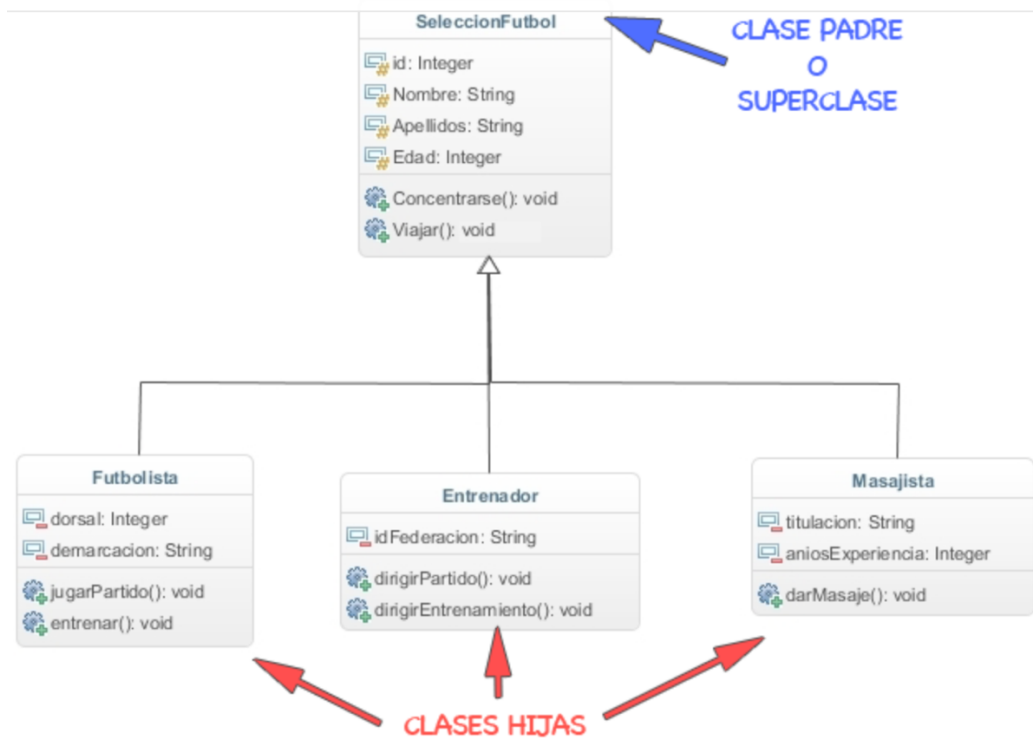 SeleccionFutbol
CLASE PADRE
O
SUPERCLASE
id: Integer
Nombre: String
Apellidos: String
Edad: Integer
Concentrarse(): void
Viajar(): void
Futbolista
dorsal: Integer
demarcacion: String
jugarPartido(): void
entrenar(): void
Entrenador
idFederacion: String
dirigirPartido(): void
dirigirEntrenamiento(): void
Masajista
titulacion: String
aniosExperiencia: Integer
darMasaje(): void
CLASES HIJAS